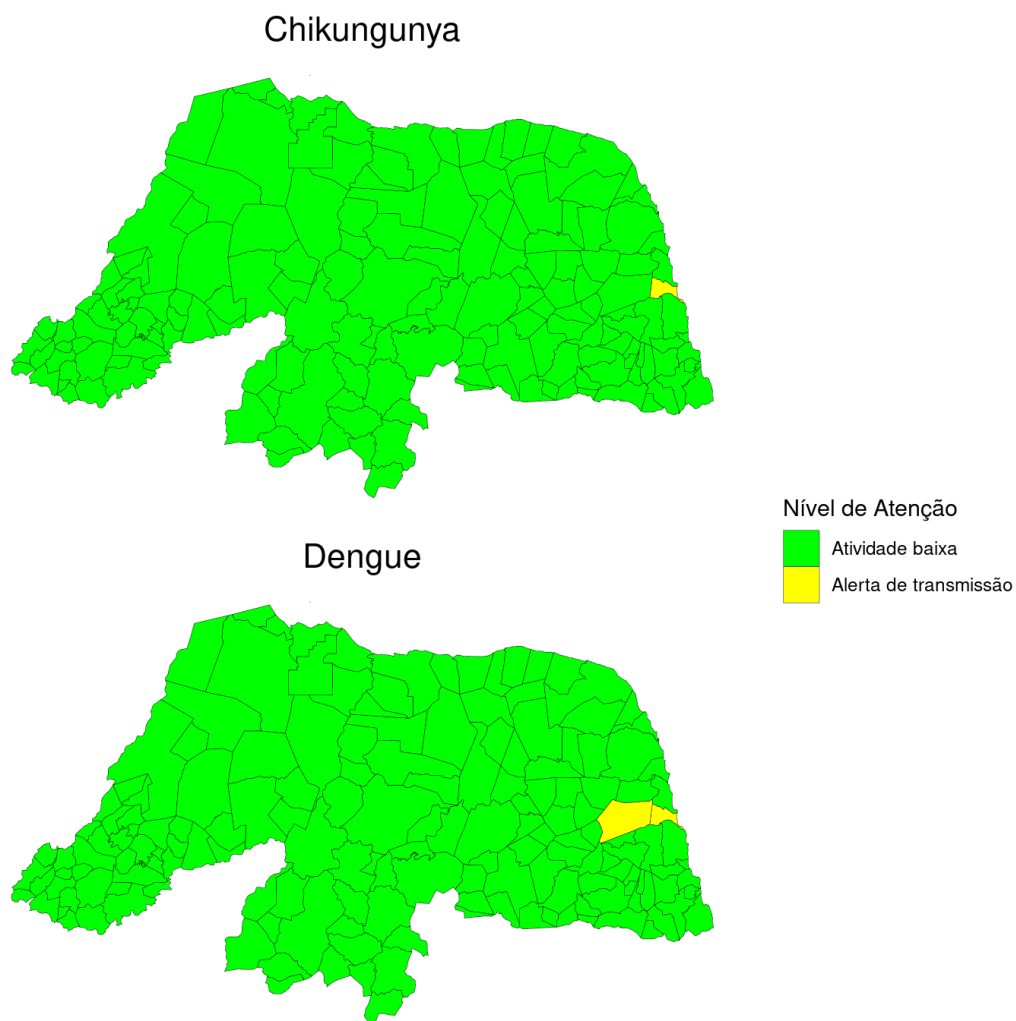 Chikungunya
Dengue
Nível de Atenção
Atividade baixa
Alerta de transmissão